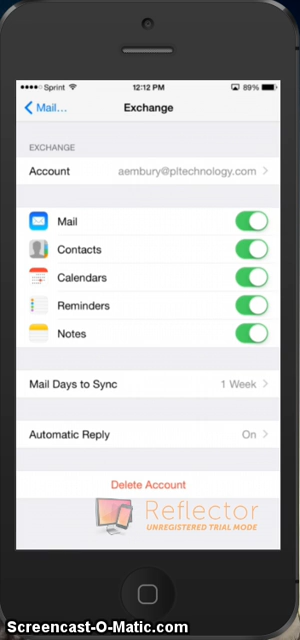 Sprint 12:12 PM 89%
Mail... Exchange
EXCHANGE
Account aembury@pltechnology.com
Mail
Contacts
Calendars
Reminders
Notes
Mail Days to Sync 1 Week
Automatic Reply On
Delete Account
Reflector
UNREGISTERED TRIAL MODE
Screencast-O-Matic.com